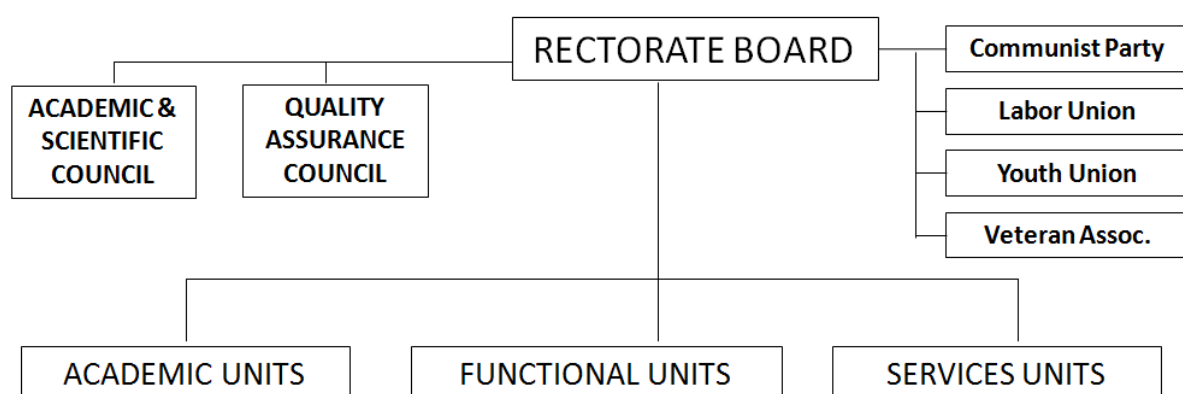 RECTORATE BOARD
Communist Party
Labor Union
Youth Union
Veteran Assoc.
ACADEMIC &
SCIENTIFIC
COUNCIL
QUALITY
ASSURANCE
COUNCIL
ACADEMIC UNITS
FUNCTIONAL UNITS
SERVICES UNITS